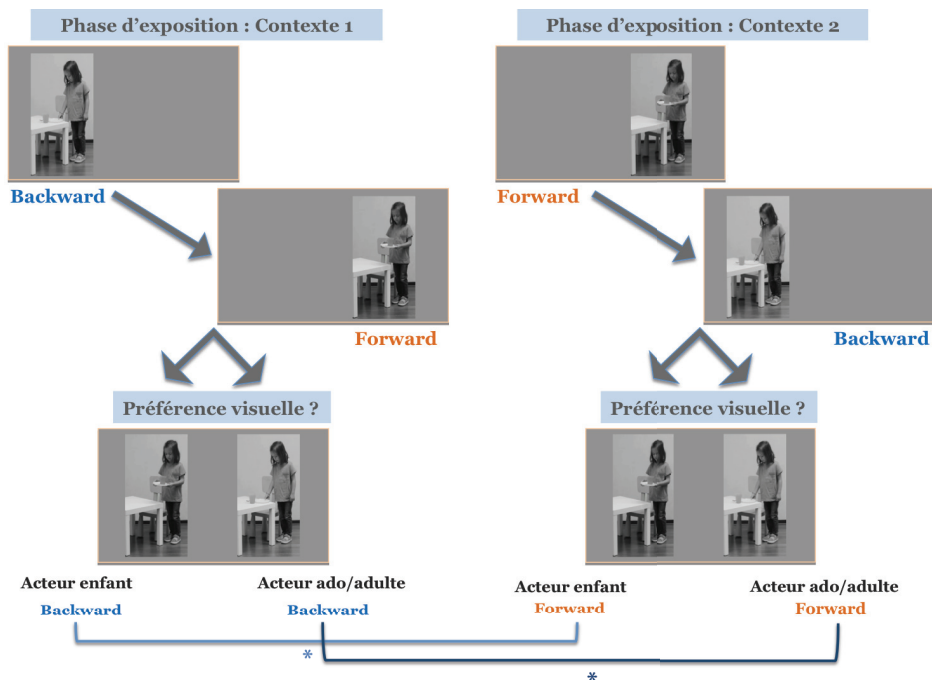 Phase d'exposition : Contexte 1
Phase d'exposition : Contexte 2
Backward
Forward
Forward
Backward
Préférence visuelle ?
Préférence visuelle ?
Acteur enfant
Acteur ado/adulte
Acteur enfant
Acteur ado/adulte
Backward
Backward
Forward
Forward
*
*